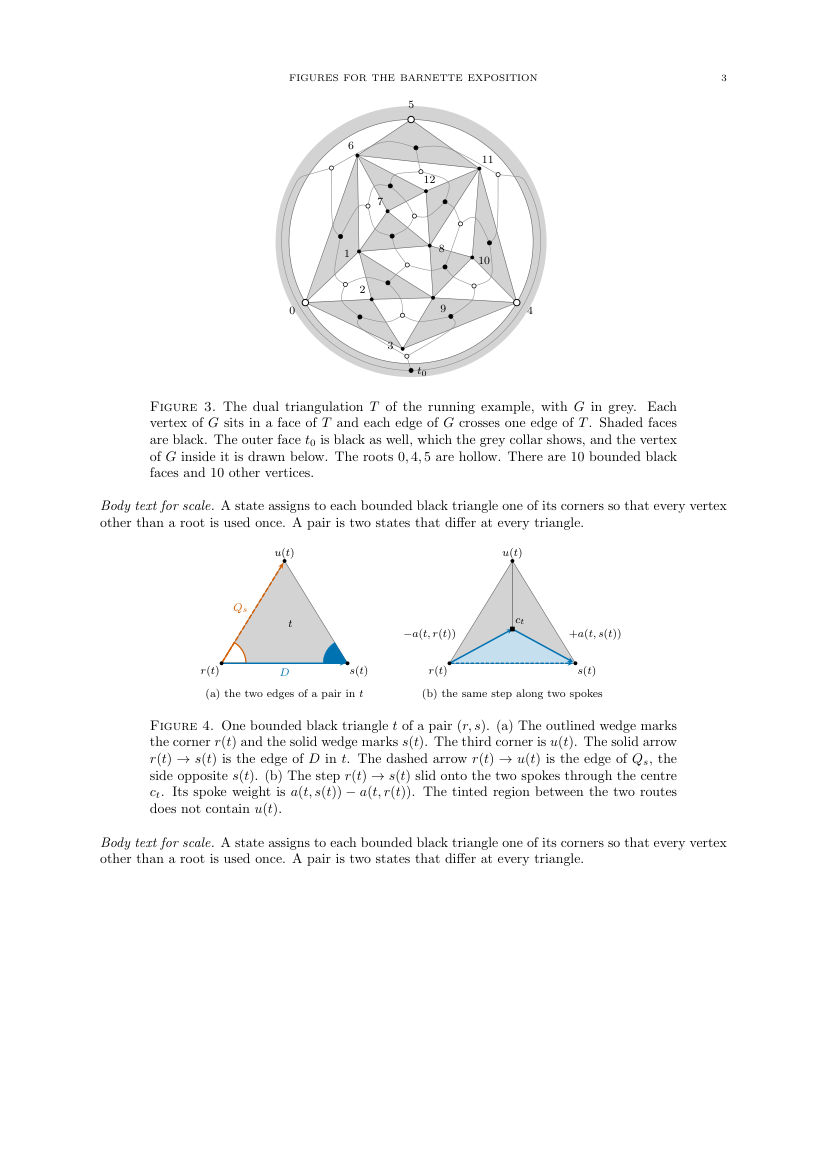 FIGURES FOR THE BARNETTE EXPOSITION 3
5
6
11
12
7
8
1
10
2
9
0
4
3
t₀
FIGURE 3. The dual triangulation T of the running example, with G in grey. Each
vertex of G sits in a face of T and each edge of G crosses one edge of T. Shaded faces
are black. The outer face t₀ is black as well, which the grey collar shows, and the vertex
of G inside it is drawn below. The roots 0, 4, 5 are hollow. There are 10 bounded black
faces and 10 other vertices.
Body text for scale. A state assigns to each bounded black triangle one of its corners so that every vertex
other than a root is used once. A pair is two states that differ at every triangle.
u(t)
Qₛ
t
r(t)
D
s(t)
(a) the two edges of a pair in t
u(t)
cₜ
−a(t, r(t))
+a(t, s(t))
r(t)
s(t)
(b) the same step along two spokes
FIGURE 4. One bounded black triangle t of a pair (r, s). (a) The outlined wedge marks
the corner r(t) and the solid wedge marks s(t). The third corner is u(t). The solid arrow
r(t) → s(t) is the edge of D in t. The dashed arrow r(t) → u(t) is the edge of Qₛ, the
side opposite s(t). (b) The step r(t) → s(t) slid onto the two spokes through the centre
cₜ. Its spoke weight is a(t, s(t)) − a(t, r(t)). The tinted region between the two routes
does not contain u(t).
Body text for scale. A state assigns to each bounded black triangle one of its corners so that every vertex
other than a root is used once. A pair is two states that differ at every triangle.